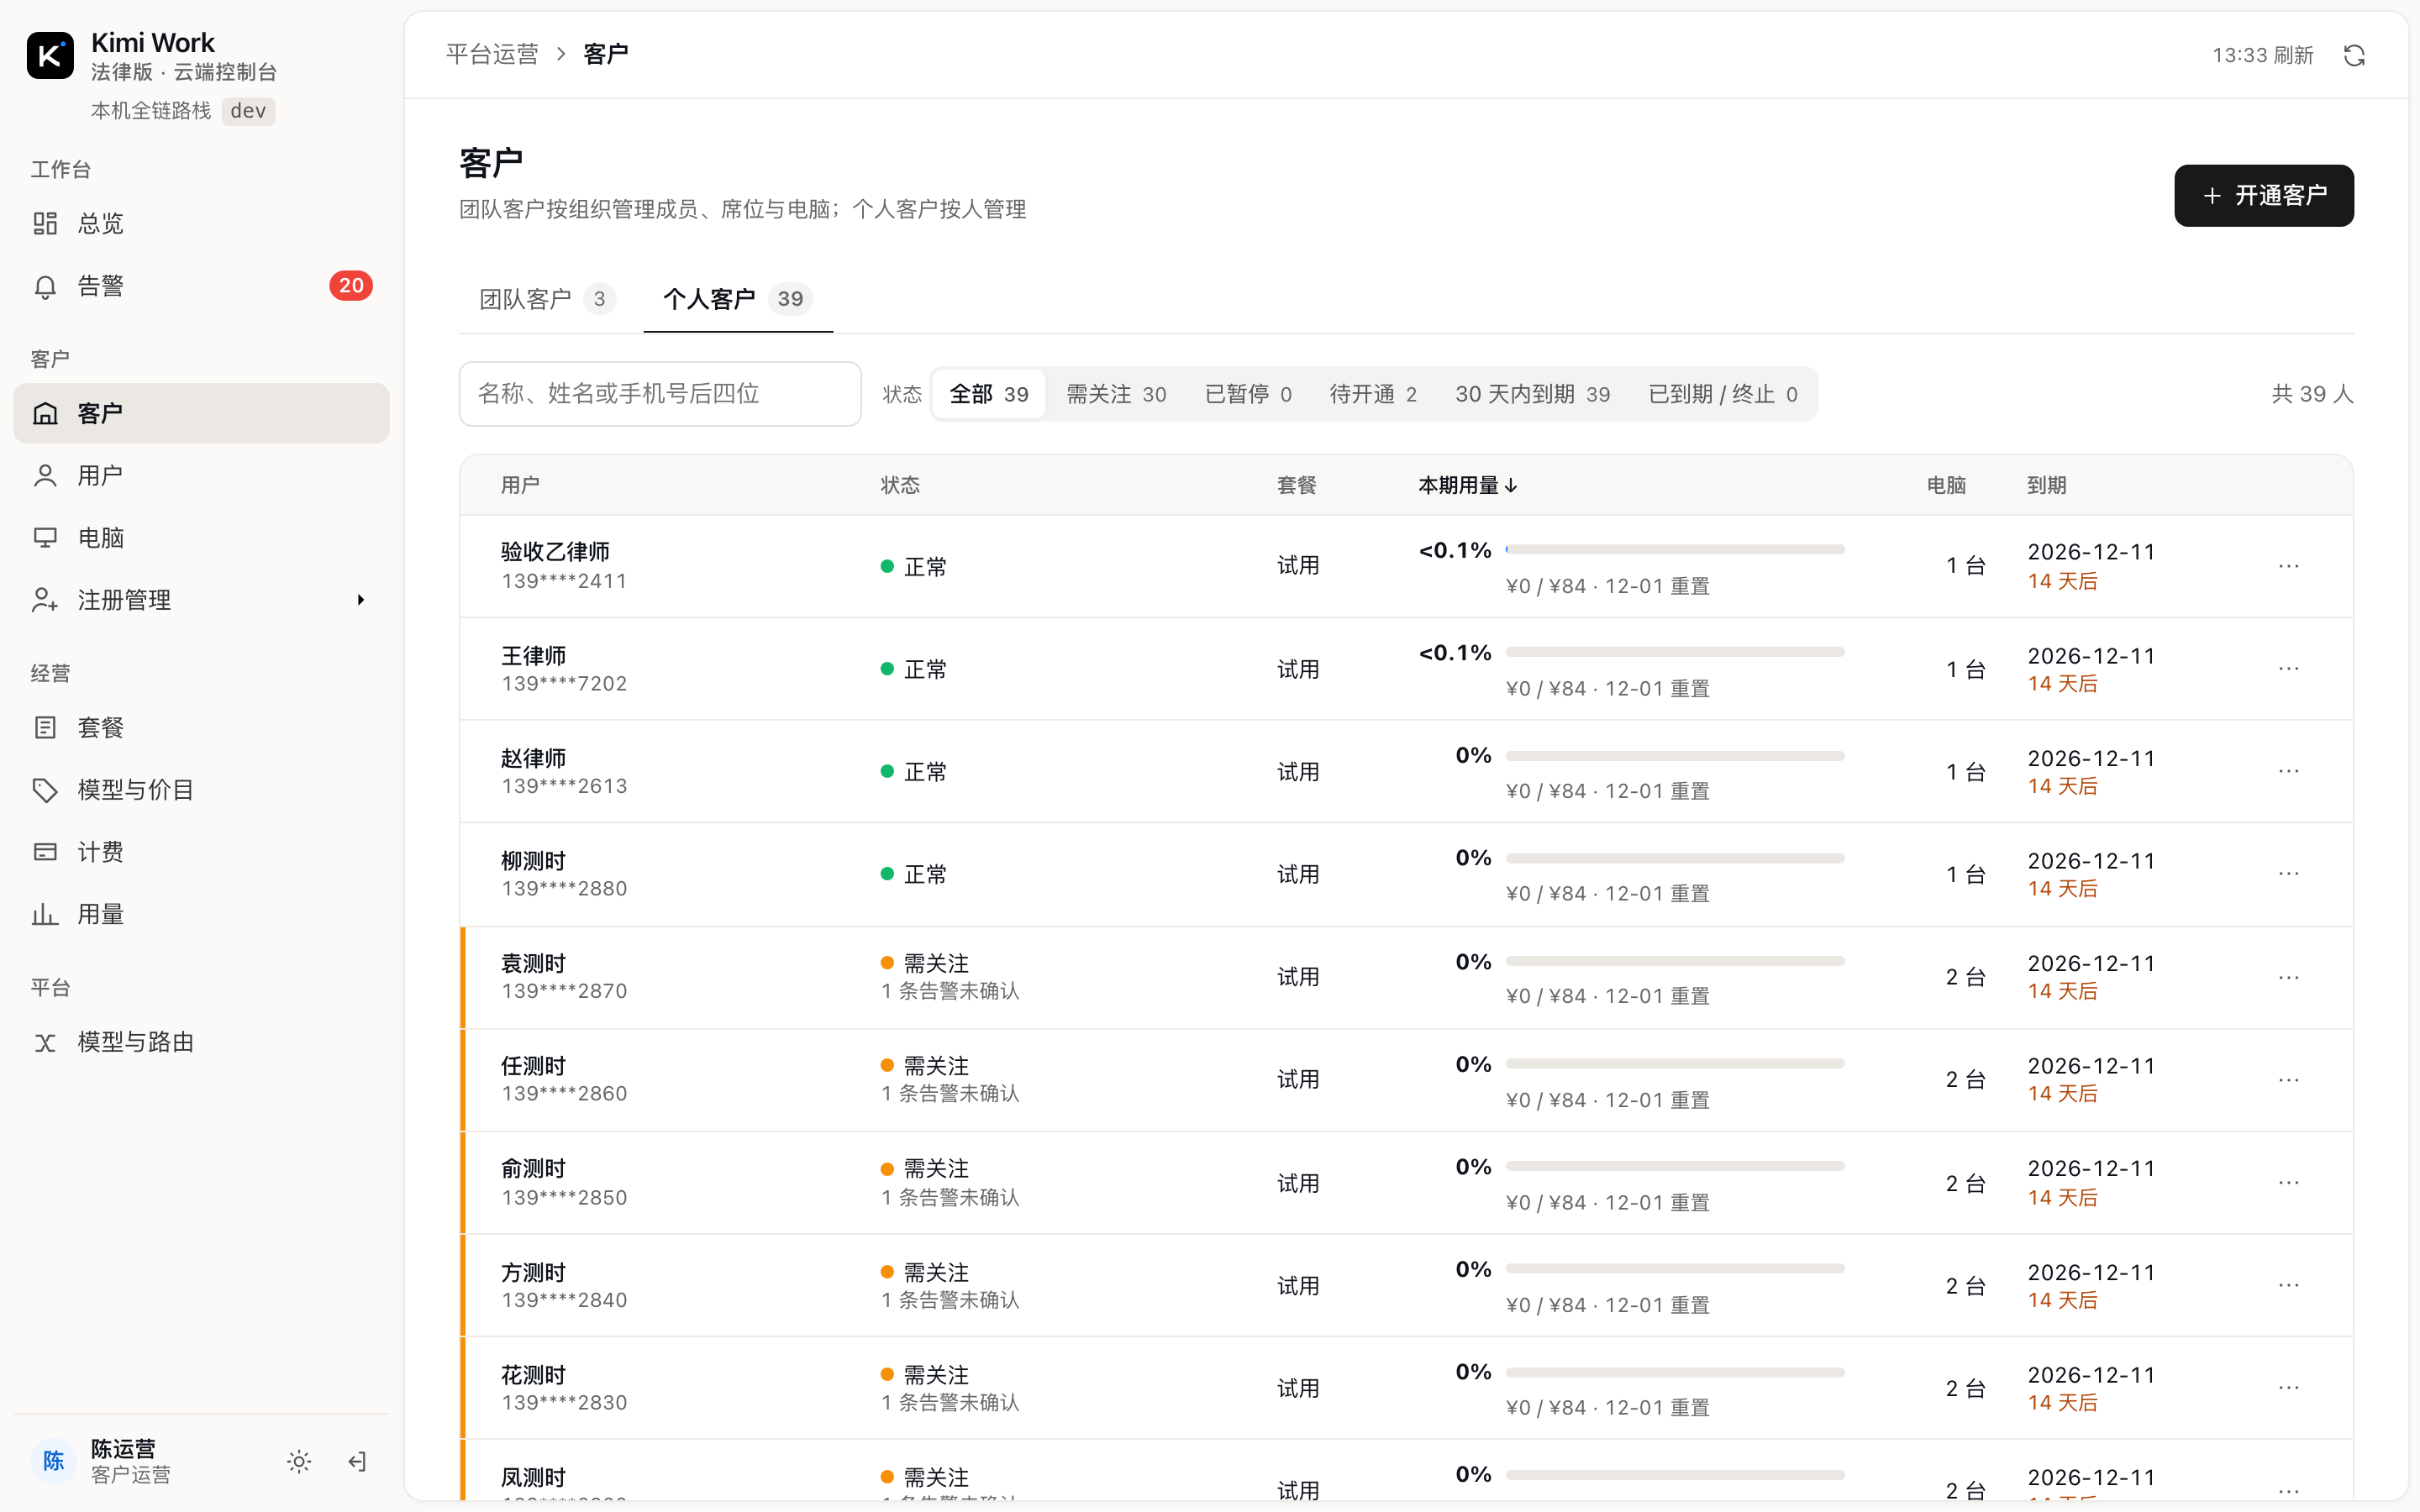 Kimi Work
法律版 · 云端控制台
本机全链路栈 dev
工作台
总览
告警 20
客户
客户
用户
电脑
注册管理
经营
套餐
模型与价目
计费
用量
平台
模型与路由
陈 陈运营
客户运营
平台运营 > 客户
13:33 刷新
客户
团队客户按组织管理成员、席位与电脑；个人客户按人管理
+ 开通客户
团队客户 3 个人客户 39
名称、姓名或手机号后四位 状态 全部 39 需关注 30 已暂停 0 待开通 2 30 天内到期 39 已到期 / 终止 0 共 39 人
用户 状态 套餐 本期用量 ↓ 电脑 到期
验收乙律师 正常 试用 <0.1% 1 台 2026-12-11 ···
139****2411 ¥0 / ¥84 · 12-01 重置 14 天后
王律师 正常 试用 <0.1% 1 台 2026-12-11 ···
139****7202 ¥0 / ¥84 · 12-01 重置 14 天后
赵律师 正常 试用 0% 1 台 2026-12-11 ···
139****2613 ¥0 / ¥84 · 12-01 重置 14 天后
柳测时 正常 试用 0% 1 台 2026-12-11 ···
139****2880 ¥0 / ¥84 · 12-01 重置 14 天后
袁测时 需关注 试用 0% 2 台 2026-12-11 ···
139****2870 1 条告警未确认 ¥0 / ¥84 · 12-01 重置 14 天后
任测时 需关注 试用 0% 2 台 2026-12-11 ···
139****2860 1 条告警未确认 ¥0 / ¥84 · 12-01 重置 14 天后
俞测时 需关注 试用 0% 2 台 2026-12-11 ···
139****2850 1 条告警未确认 ¥0 / ¥84 · 12-01 重置 14 天后
方测时 需关注 试用 0% 2 台 2026-12-11 ···
139****2840 1 条告警未确认 ¥0 / ¥84 · 12-01 重置 14 天后
花测时 需关注 试用 0% 2 台 2026-12-11 ···
139****2830 1 条告警未确认 ¥0 / ¥84 · 12-01 重置 14 天后
凤测时 需关注 试用 0% 2 台 2026-12-11 ···